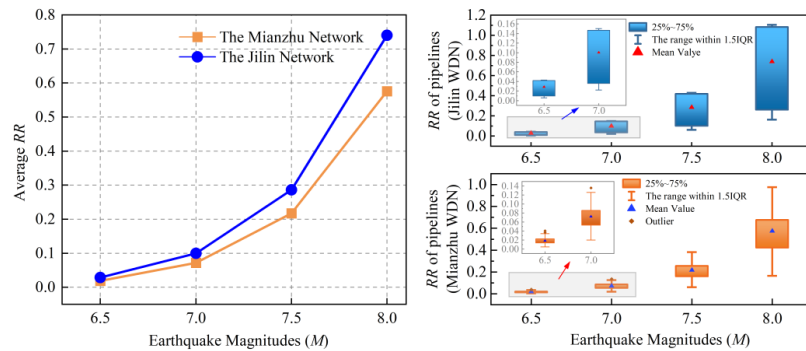 0.8
0.7
0.6
0.5
0.4
0.3
0.2
0.1
0.0
Average RR
The Mianzhu Network
The Jilin Network
6.5 7.0 7.5 8.0
Earthquake Magnitudes (M)
RR of pipelines
(Jilin WDN)
1.0
0.8
0.6
0.4
0.2
0.0
0.16
0.14
0.12
0.10
0.08
0.06
0.04
0.02
0.00
6.5 7.0
25%~75%
The range within 1.5IQR
Mean Valye
6.5 7.0 7.5 8.0
RR of pipelines
(Mianzhu WDN)
1.0
0.8
0.6
0.4
0.2
0.0
0.14
0.12
0.10
0.08
0.06
0.04
0.02
0.00
6.5 7.0
25%~75%
The range within 1.5IQR
Mean Value
Outlier
6.5 7.0 7.5 8.0
Earthquake Magnitudes (M)